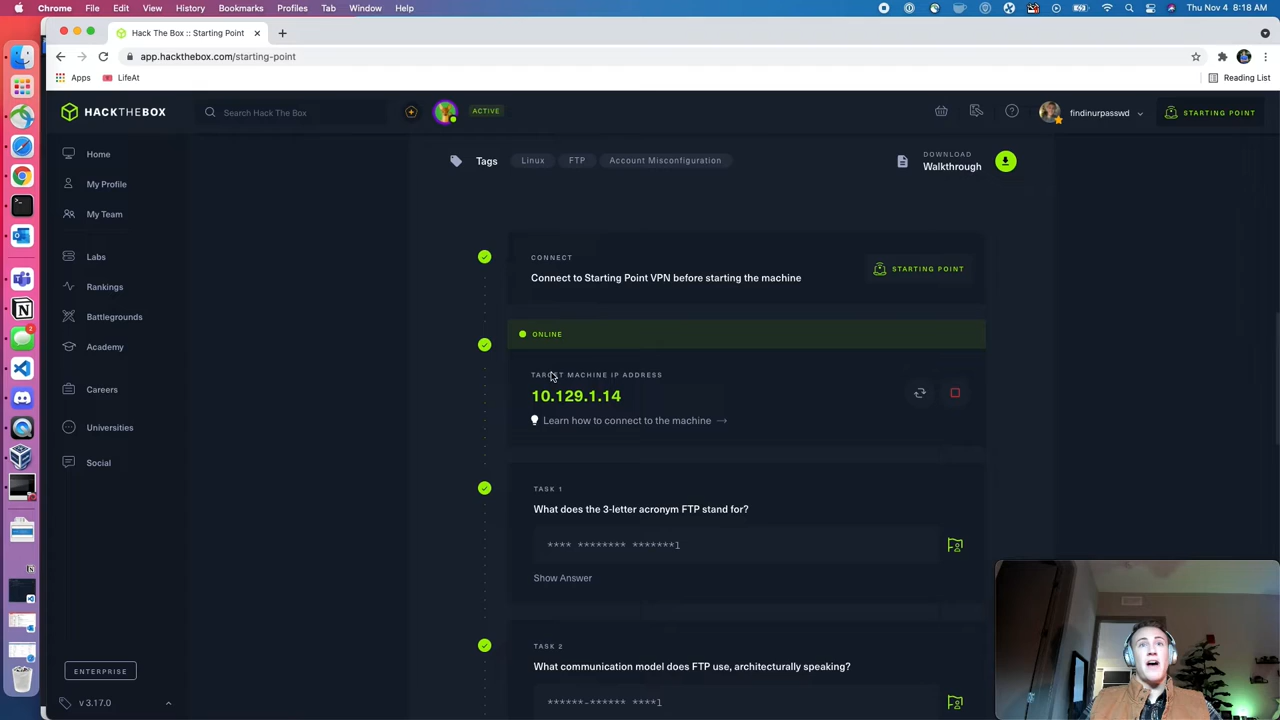 Chrome File Edit View History Bookmarks Profiles Tab Window Help
Thu Nov 4 8:18 AM
Hack The Box :: Starting Point
app.hackthebox.com/starting-point
Apps LifeAt
Reading List
HACKTHEBOX
Search Hack The Box
ACTIVE
findinurpasswd
STARTING POINT
Home
My Profile
My Team
Labs
Rankings
Battlegrounds
Academy
Careers
Universities
Social
ENTERPRISE
v 3.17.0
Tags Linux FTP Account Misconfiguration
DOWNLOAD
Walkthrough
CONNECT
Connect to Starting Point VPN before starting the machine
STARTING POINT
ONLINE
TARGET MACHINE IP ADDRESS
10.129.1.14
Learn how to connect to the machine →
TASK 1
What does the 3-letter acronym FTP stand for?
**** ******** *******l
Show Answer
TASK 2
What communication model does FTP use, architecturally speaking?
******-****** ****l
2